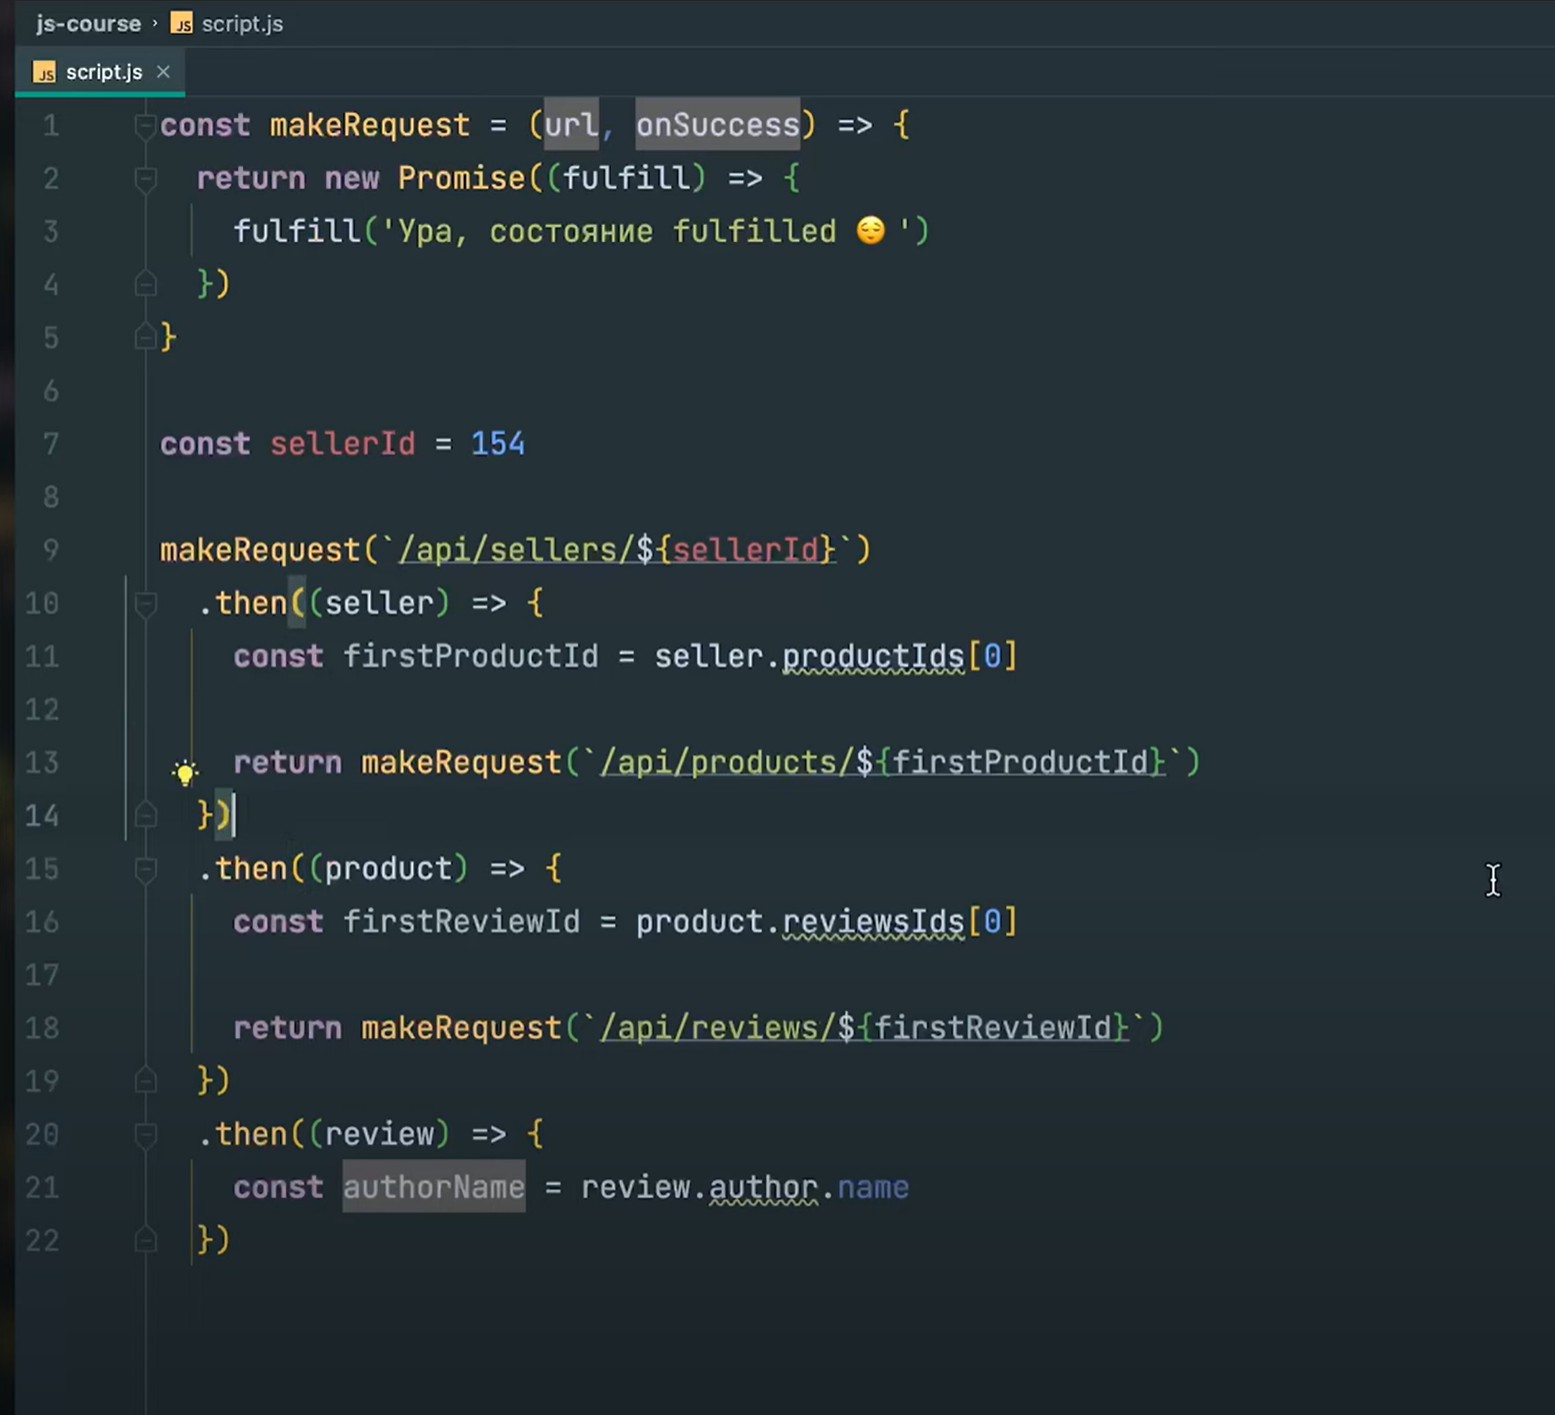 js-course › JS script.js
JS script.js ×
1 const makeRequest = (url, onSuccess) => {
2 return new Promise((fulfill) => {
3 fulfill('Ура, состояние fulfilled 😌 ')
4 })
5 }
6
7 const sellerId = 154
8
9 makeRequest(`/api/sellers/${sellerId}`)
10 .then((seller) => {
11 const firstProductId = seller.productIds[0]
12
13 return makeRequest(`/api/products/${firstProductId}`)
14 })
15 .then((product) => {
16 const firstReviewId = product.reviewsIds[0]
17
18 return makeRequest(`/api/reviews/${firstReviewId}`)
19 })
20 .then((review) => {
21 const authorName = review.author.name
22 })